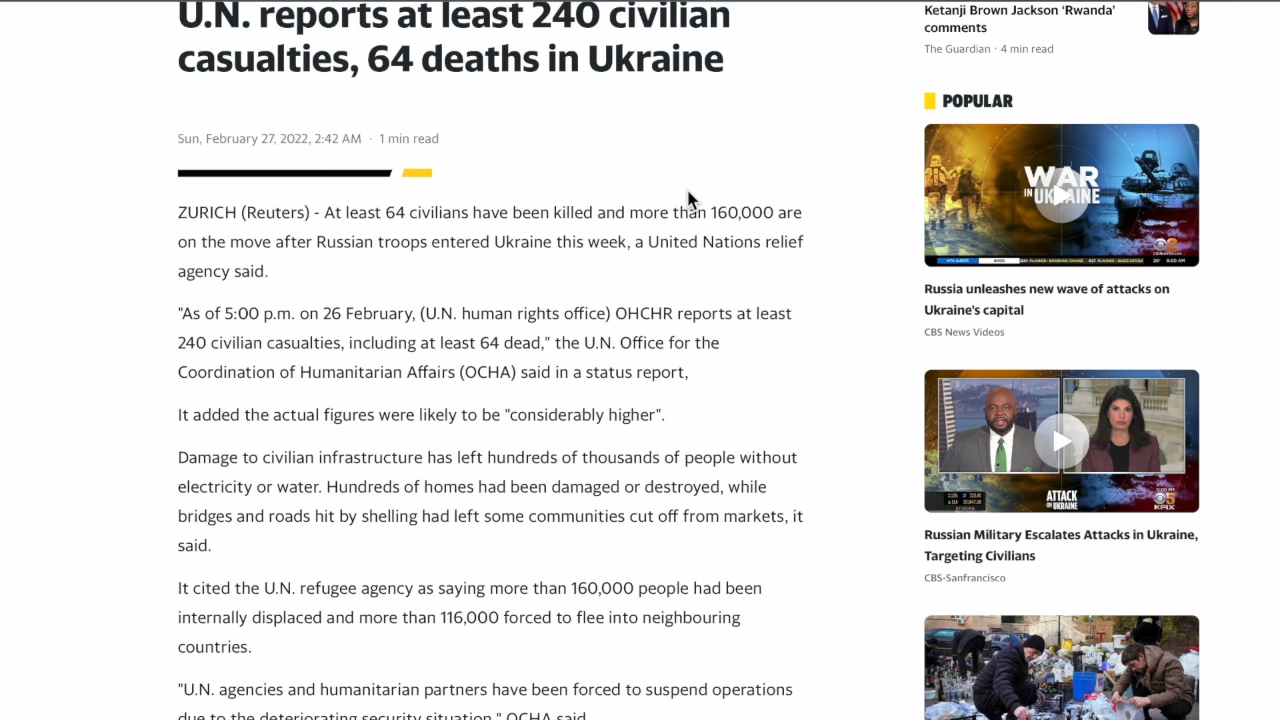 U.N. reports at least 240 civilian
casualties, 64 deaths in Ukraine
Sun, February 27, 2022, 2:42 AM · 1 min read
ZURICH (Reuters) - At least 64 civilians have been killed and more than 160,000 are
on the move after Russian troops entered Ukraine this week, a United Nations relief
agency said.
"As of 5:00 p.m. on 26 February, (U.N. human rights office) OHCHR reports at least
240 civilian casualties, including at least 64 dead," the U.N. Office for the
Coordination of Humanitarian Affairs (OCHA) said in a status report,
It added the actual figures were likely to be "considerably higher".
Damage to civilian infrastructure has left hundreds of thousands of people without
electricity or water. Hundreds of homes had been damaged or destroyed, while
bridges and roads hit by shelling had left some communities cut off from markets, it
said.
It cited the U.N. refugee agency as saying more than 160,000 people had been
internally displaced and more than 116,000 forced to flee into neighbouring
countries.
"U.N. agencies and humanitarian partners have been forced to suspend operations
due to the deteriorating security situation," OCHA said
Ketanji Brown Jackson ‘Rwanda’
comments
The Guardian · 4 min read
POPULAR
WAR
IN UKRAINE
Russia unleashes new wave of attacks on
Ukraine's capital
CBS News Videos
ATTACK
ON UKRAINE
5
KPIX
Russian Military Escalates Attacks in Ukraine,
Targeting Civilians
CBS-Sanfrancisco